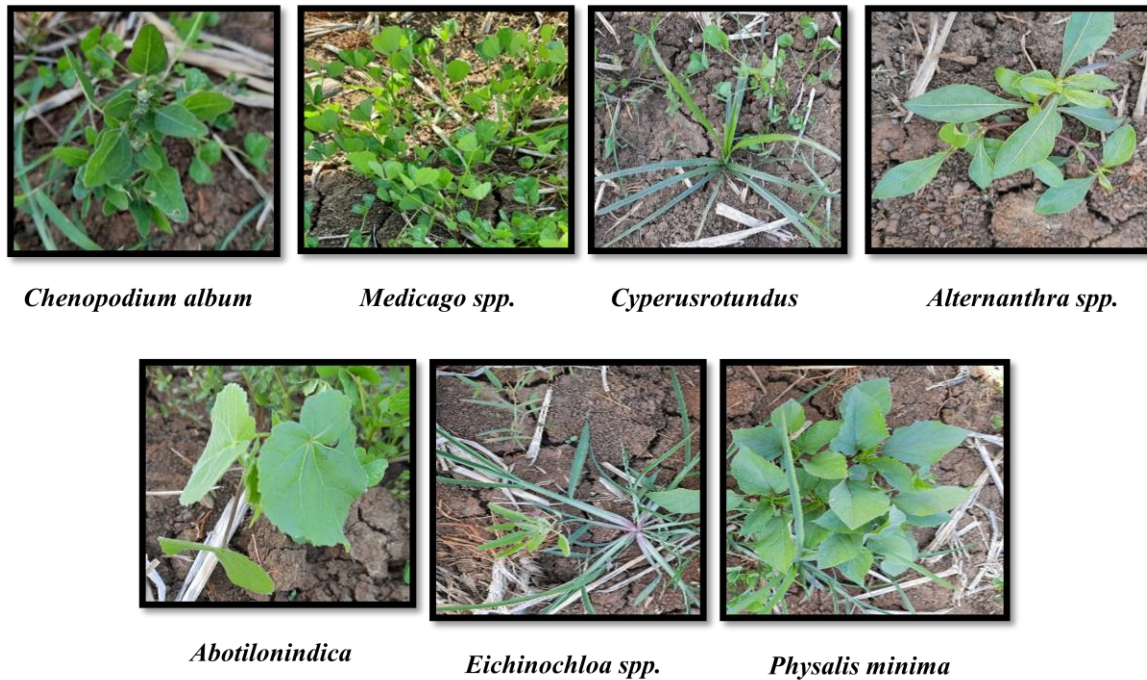 Chenopodium album
Medicago spp.
Cyperusrotundus
Alternanthra spp.
Abotilonindica
Eichinochloa spp.
Physalis minima